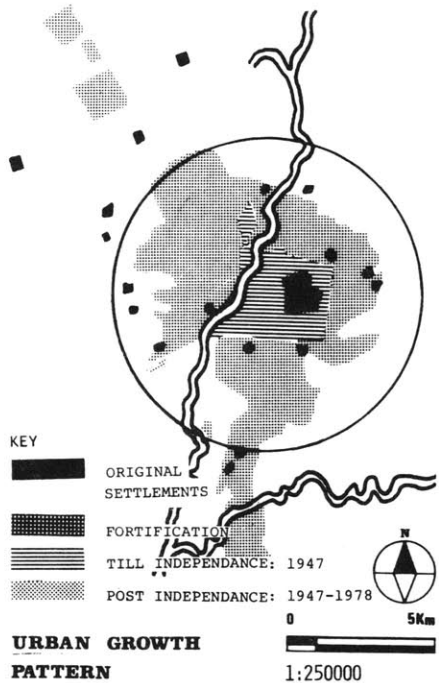 KEY
ORIGINAL
SETTLEMENTS
FORTIFICATION
TILL INDEPENDANCE: 1947
POST INDEPENDANCE: 1947-1978
N
0 5Km
URBAN GROWTH
PATTERN
1:250000